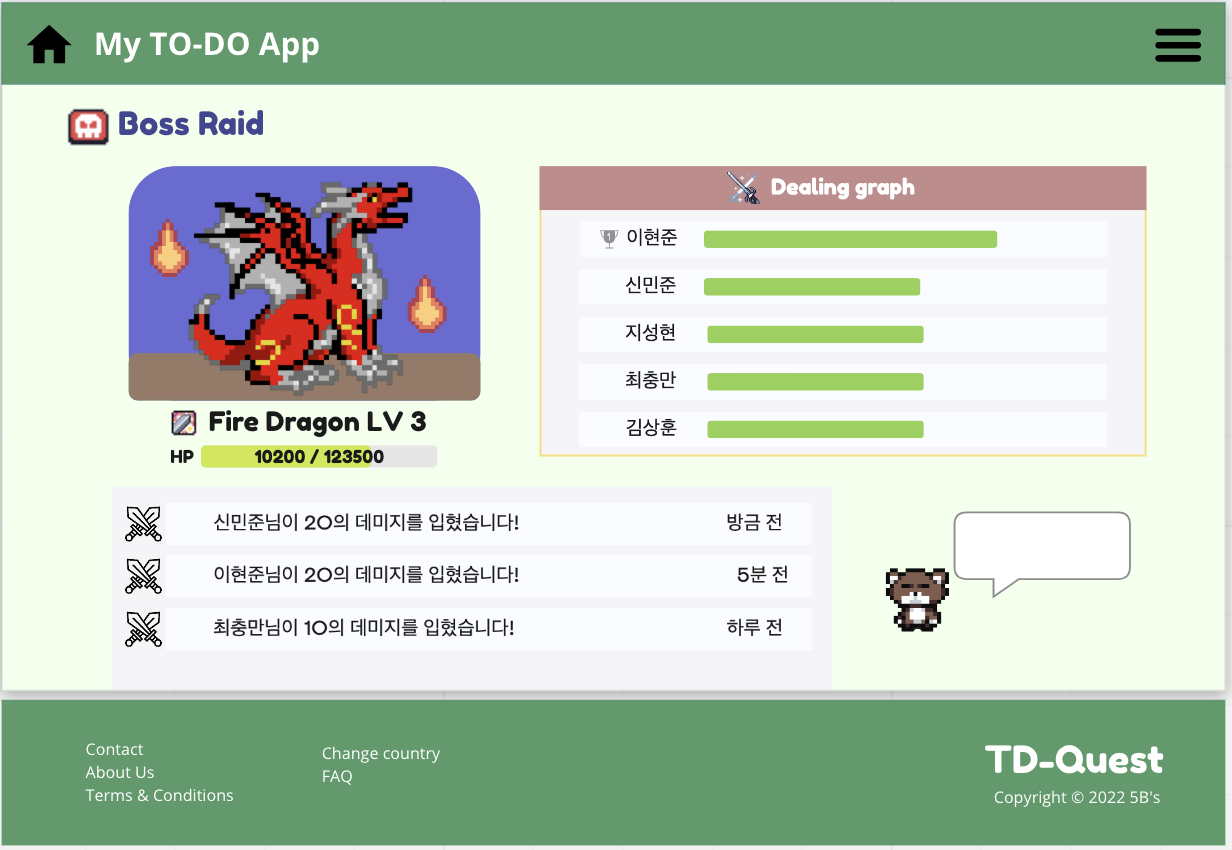 My TO-DO App
Boss Raid
Fire Dragon LV 3
HP 10200 / 123500
Dealing graph
1 이현준
신민준
지성현
최충만
김상훈
신민준님이 20의 데미지를 입혔습니다! 방금 전
이현준님이 20의 데미지를 입혔습니다! 5분 전
최충만님이 10의 데미지를 입혔습니다! 하루 전
Contact
About Us
Terms & Conditions
Change country
FAQ
TD-Quest
Copyright © 2022 5B's